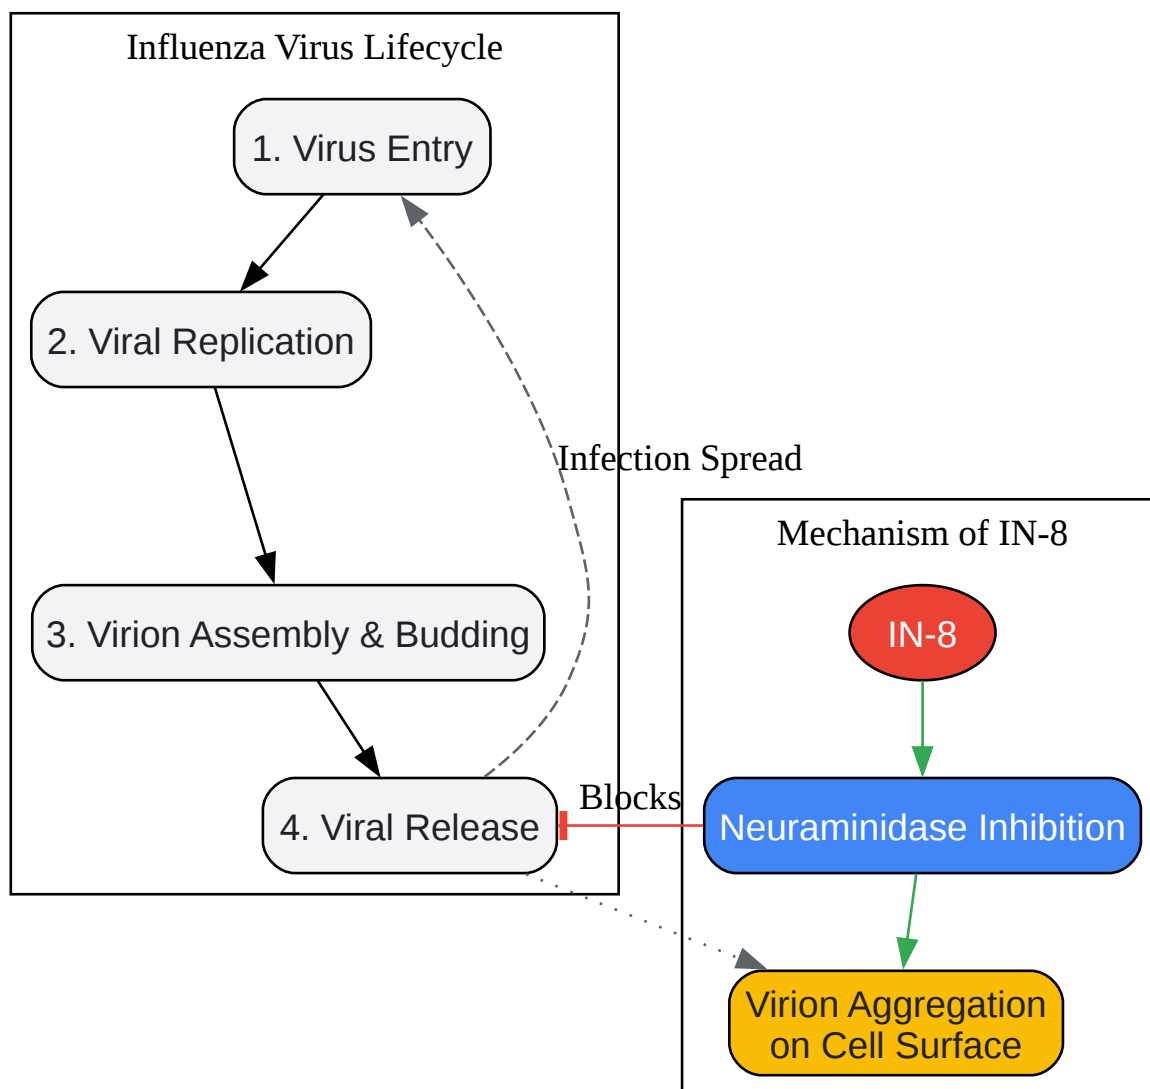 Influenza Virus Lifecycle
1. Virus Entry
2. Viral Replication
Infection Spread
3. Virion Assembly & Budding
4. Viral Release
Blocks
Mechanism of IN-8
IN-8
Neuraminidase Inhibition
Virion Aggregation
on Cell Surface